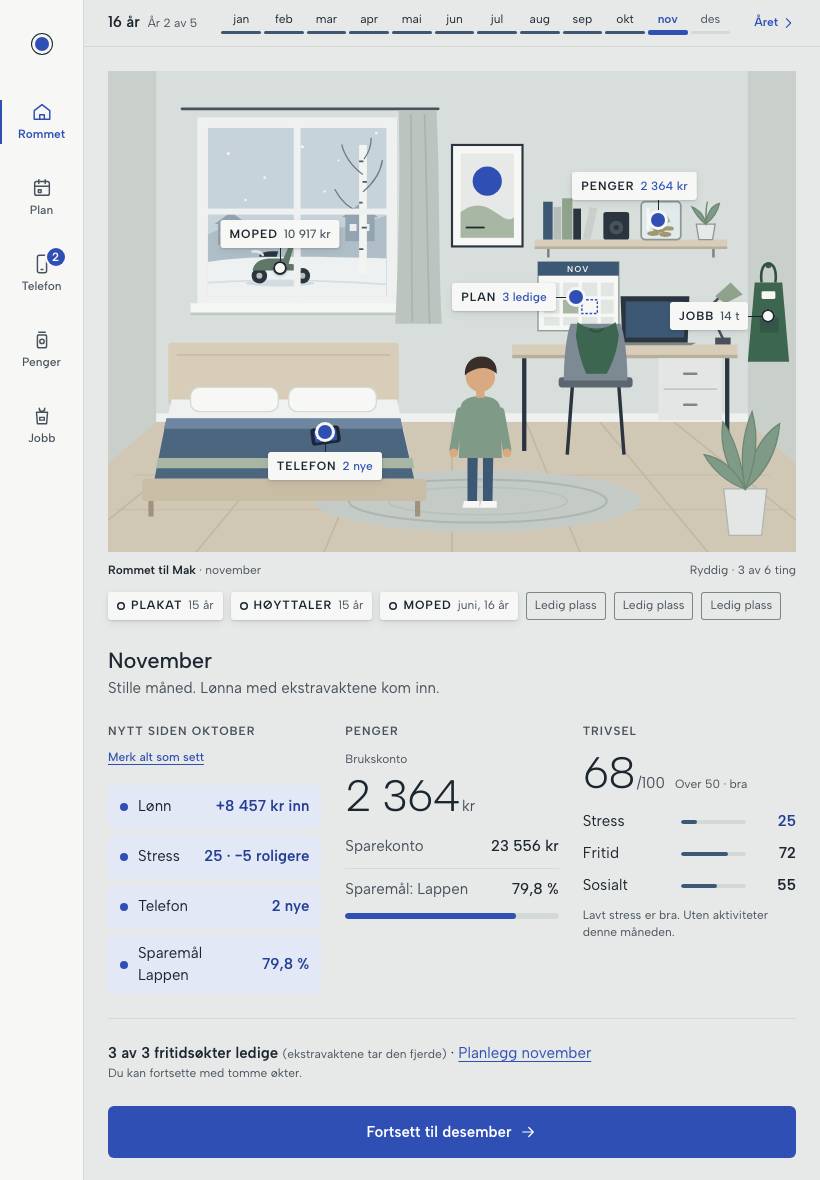 16 år År 2 av 5
jan feb mar apr mai jun jul aug sep okt nov des
Året
Rommet
Plan
2
Telefon
Penger
Jobb
PENGER 2 364 kr
MOPED 10 917 kr
NOV
PLAN 3 ledige
JOBB 14 t
TELEFON 2 nye
Rommet til Mak · november
Ryddig · 3 av 6 ting
PLAKAT 15 år
HØYTTALER 15 år
MOPED juni, 16 år
Ledig plass
Ledig plass
Ledig plass
November
Stille måned. Lønna med ekstravaktene kom inn.
NYTT SIDEN OKTOBER
Merk alt som sett
Lønn +8 457 kr inn
Stress 25 · −5 roligere
Telefon 2 nye
Sparemål
Lappen 79,8 %
PENGER
Brukskonto
2 364 kr
Sparekonto 23 556 kr
Sparemål: Lappen 79,8 %
TRIVSEL
68/100 Over 50 · bra
Stress 25
Fritid 72
Sosialt 55
Lavt stress er bra. Uten aktiviteter
denne måneden.
3 av 3 fritidsøkter ledige (ekstravaktene tar den fjerde) · Planlegg november
Du kan fortsette med tomme økter.
Fortsett til desember →